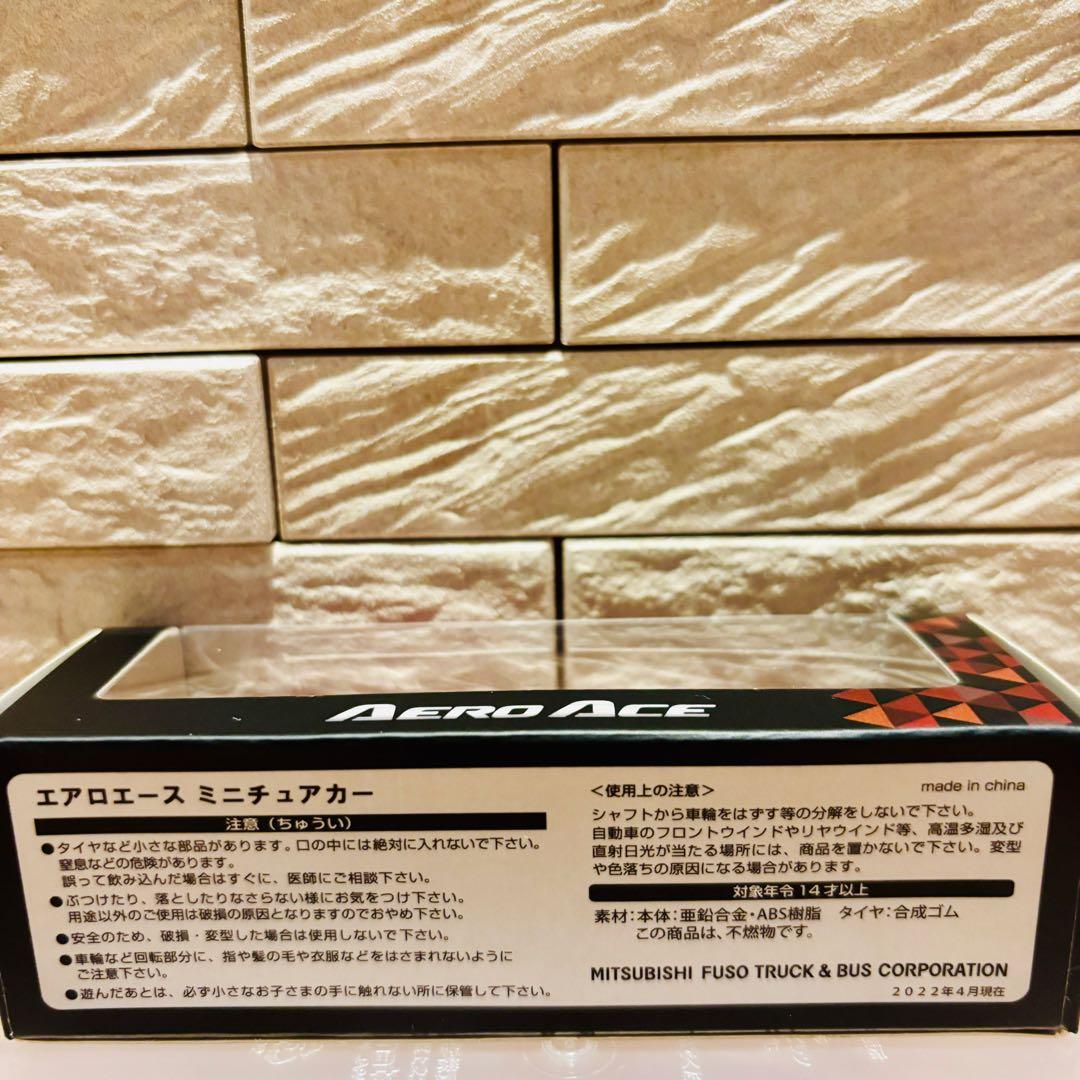 AERO ACE
エアロエース ミニチュアカー
注意（ちゅうい）
●タイヤなど小さな部品があります。口の中には絶対に入れないで下さい。
窒息などの危険があります。
誤って飲み込んだ場合はすぐに、医師にご相談下さい。
●ぶつけたり、落としたりなさらない様にお気をつけ下さい。
用途以外のご使用は破損の原因となりますのでおやめ下さい。
●安全のため、破損・変型した場合は使用しないで下さい。
●車輪など回転部分に、指や髪の毛や衣服などをはさまれないように
ご注意下さい。
●遊んだあとは、必ず小さなお子さまの手に触れない所に保管して下さい。
＜使用上の注意＞
made in china
シャフトから車輪をはずす等の分解をしないで下さい。
自動車のフロントウインドやリヤウインド等、高温多湿及び
直射日光が当たる場所には、商品を置かないで下さい。変型
や色落ちの原因になる場合があります。
対象年令14才以上
素材：本体：亜鉛合金・ABS樹脂 タイヤ：合成ゴム
この商品は、不燃物です。
MITSUBISHI FUSO TRUCK & BUS CORPORATION
2022年4月現在